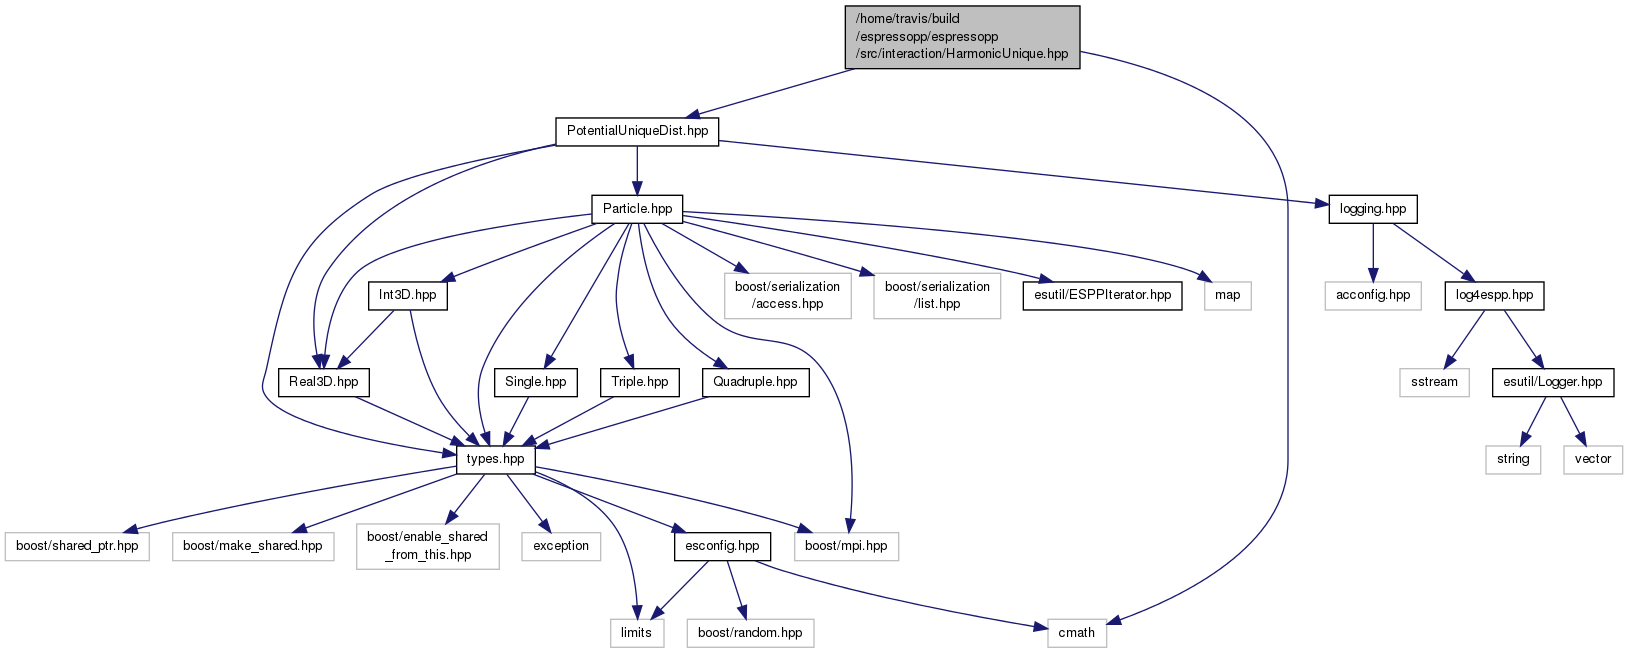 /home/travis/build
/espressopp/espressopp
/src/interaction/HarmonicUnique.hpp
PotentialUniqueDist.hpp
Particle.hpp
logging.hpp
Int3D.hpp
boost/serialization
/access.hpp
boost/serialization
/list.hpp
esutil/ESPPIterator.hpp
map
acconfig.hpp
log4espp.hpp
Real3D.hpp
Single.hpp
Triple.hpp
Quadruple.hpp
sstream
esutil/Logger.hpp
types.hpp
string
vector
boost/shared_ptr.hpp
boost/make_shared.hpp
boost/enable_shared
_from_this.hpp
exception
esconfig.hpp
boost/mpi.hpp
limits
boost/random.hpp
cmath